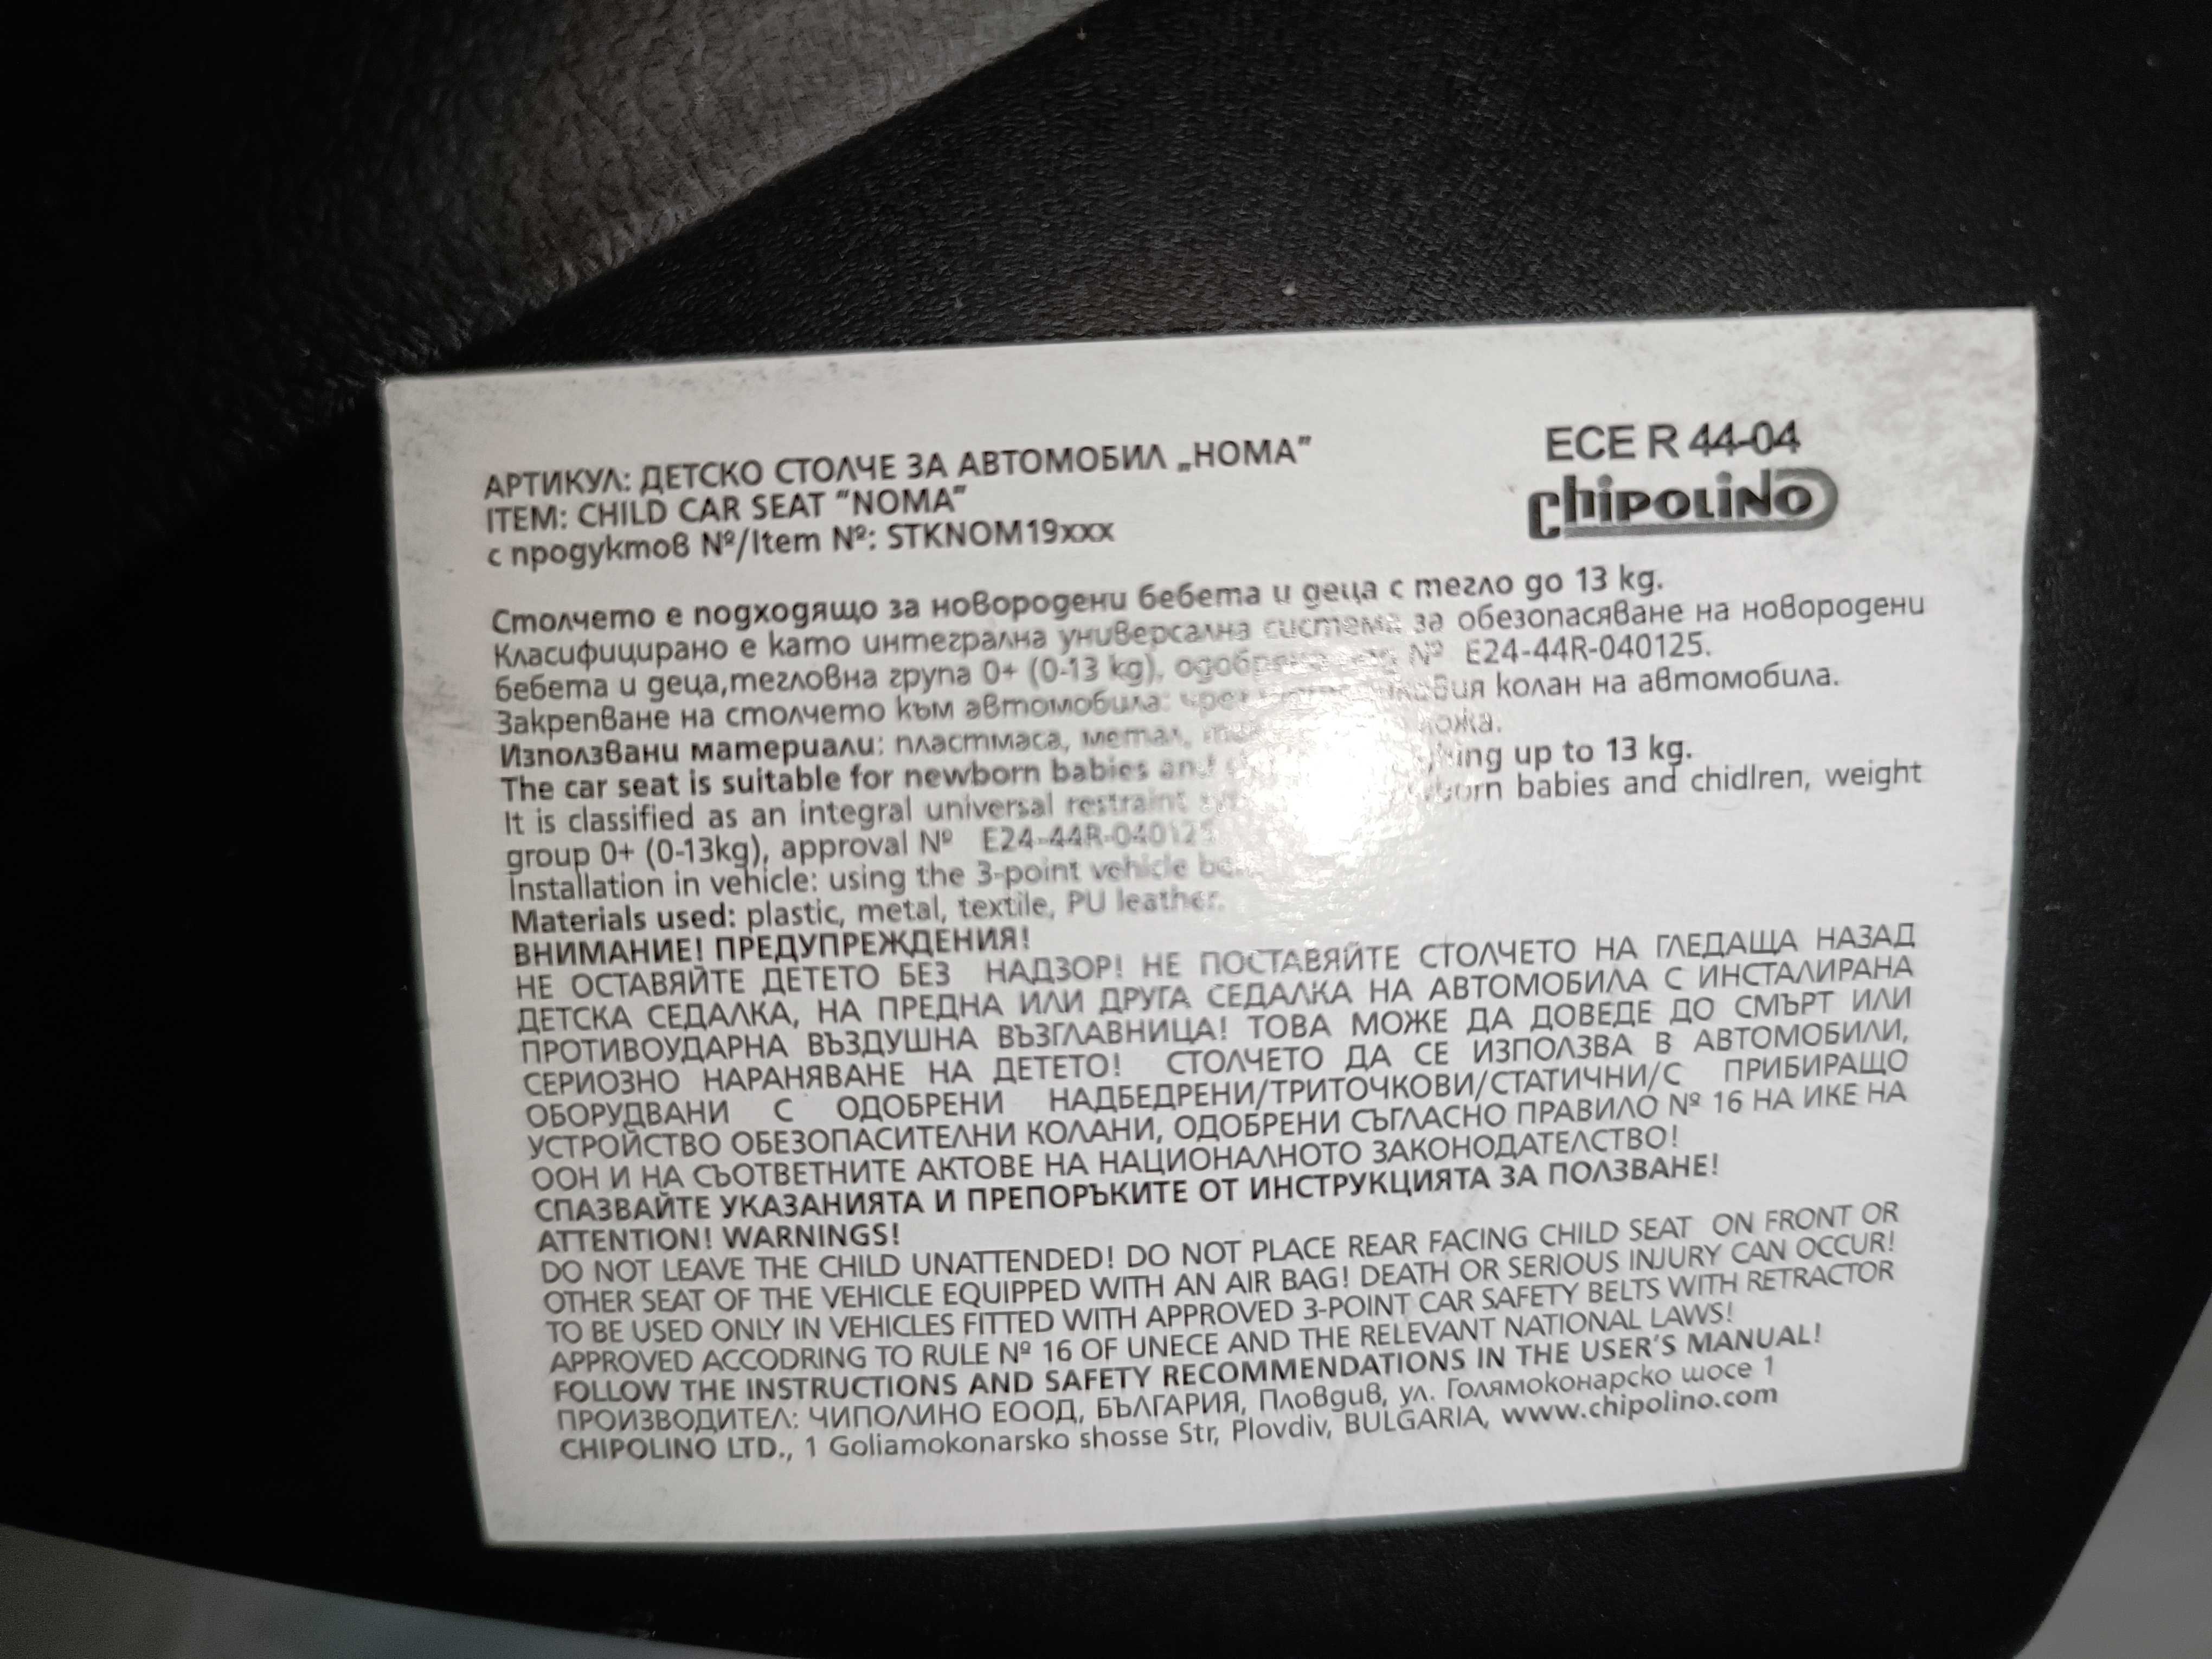 АРТИКУЛ: ДЕТСКО СТОЛЧЕ ЗА АВТОМОБИЛ „НОМА"
ITEM: CHILD CAR SEAT "NOMA"
с продуктов Nº/Item Nº: STKNOM19xxx
ECE R 44-04
chipolino
Столчето е подходящо за новородени бебета и деца с тегло до 13 kg.
Класифицирано е като интегрална универсална система за обезопасяване на новородени
бебета и деца,тегловна група 0+ (0-13 kg), Nº E24-44R-040125.
Закрепване на столчето към автомобила: чрез колан на автомобила.
Използвани материали: пластмаса, метал, кожа.
The car seat is suitable for newborn babies and up to 13 kg.
It is classified as an integral universal restraint babies and chidlren, weight
group 0+ (0-13kg), approval Nº E24-44R-040125
Installation in vehicle: using the 3-point vehicle
Materials used: plastic, metal, textile, PU leather.
ВНИМАНИЕ! ПРЕДУПРЕЖДЕНИЯ!
НЕ ОСТАВЯЙТЕ ДЕТЕТО БЕЗ НАДЗОР! НЕ ПОСТАВЯЙТЕ СТОЛЧЕТО НА ГЛЕДАЩА НАЗАД
ДЕТСКА СЕДАЛКА, НА ПРЕДНА ИЛИ ДРУГА СЕДАЛКА НА АВТОМОБИЛА С ИНСТАЛИРАНА
ПРОТИВОУДАРНА ВЪЗДУШНА ВЪЗГЛАВНИЦА! ТОВА МОЖЕ ДА ДОВЕДЕ ДО СМЪРТ ИЛИ
СЕРИОЗНО НАРАНЯВАНЕ НА ДЕТЕТО! СТОЛЧЕТО ДА СЕ ИЗПОЛЗВА В АВТОМОБИЛИ,
ОБОРУДВАНИ С ОДОБРЕНИ НАДБЕДРЕНИ/ТРИТОЧКОВИ/СТАТИЧНИ/С ПРИБИРАЩО
УСТРОЙСТВО ОБЕЗОПАСИТЕЛНИ КОЛАНИ, ОДОБРЕНИ СЪГЛАСНО ПРАВИЛО Nº 16 НА ИКЕ НА
ООН И НА СЪОТВЕТНИТЕ АКТОВЕ НА НАЦИОНАЛНОТО ЗАКОНОДАТЕЛСТВО!
СПАЗВАЙТЕ УКАЗАНИЯТА И ПРЕПОРЪКИТЕ ОТ ИНСТРУКЦИЯТА ЗА ПОЛЗВАНЕ!
ATTENTION! WARNINGS!
DO NOT LEAVE THE CHILD UNATTENDED! DO NOT PLACE REAR FACING CHILD SEAT ON FRONT OR
OTHER SEAT OF THE VEHICLE EQUIPPED WITH AN AIR BAG! DEATH OR SERIOUS INJURY CAN OCCUR!
TO BE USED ONLY IN VEHICLES FITTED WITH APPROVED 3-POINT CAR SAFETY BELTS WITH RETRACTOR
APPROVED ACCODRING TO RULE Nº 16 OF UNECE AND THE RELEVANT NATIONAL LAWS!
FOLLOW THE INSTRUCTIONS AND SAFETY RECOMMENDATIONS IN THE USER'S MANUAL!
ПРОИЗВОДИТЕЛ: ЧИПОЛИНО ЕООД, БЪЛГАРИЯ, Пловдив, ул. Голямоконарско шосе 1
CHIPOLINO LTD., 1 Goliamokonarsko shosse Str, Plovdiv, BULGARIA, www.chipolino.com